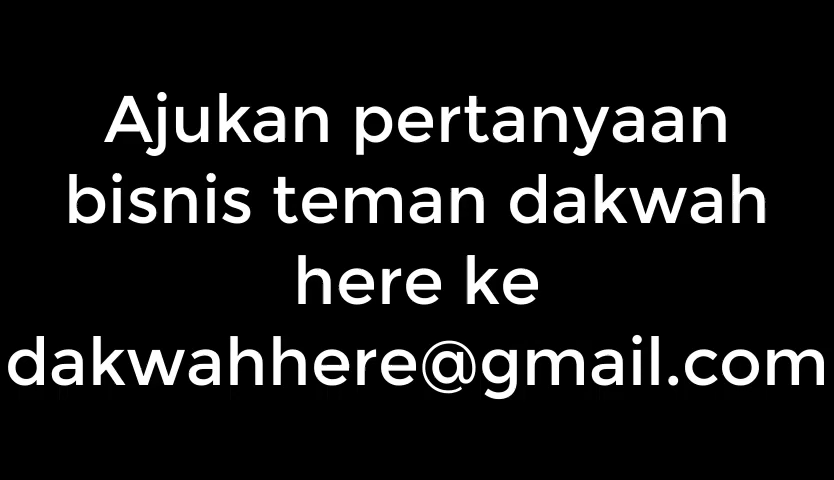 Ajukan pertanyaan
bisnis teman dakwah
here ke
dakwahhere@gmail.com